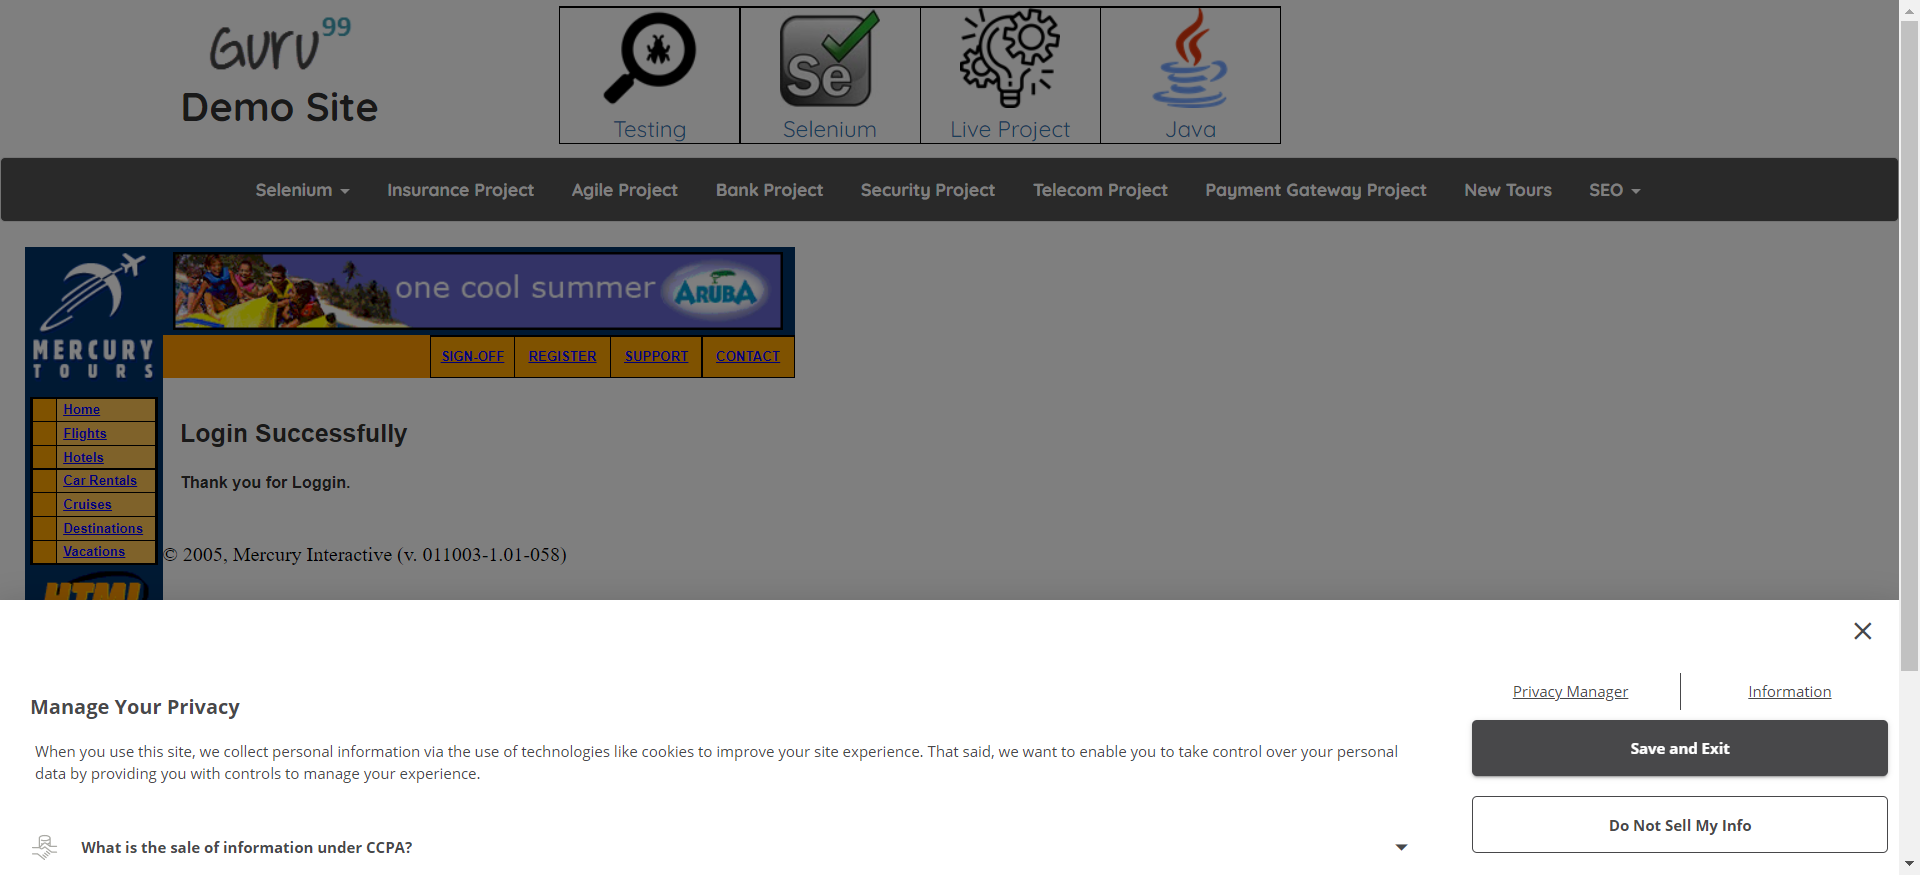 Guru99
Demo Site
Testing
Se
Selenium
Live Project
Java
Selenium
Insurance Project
Agile Project
Bank Project
Security Project
Telecom Project
Payment Gateway Project
New Tours
SEO
MERCURY
TOURS
one cool summer
ARUBA
SIGN-OFF
REGISTER
SUPPORT
CONTACT
Home
Flights
Hotels
Car Rentals
Cruises
Destinations
Vacations
Login Successfully
Thank you for Loggin.
© 2005, Mercury Interactive (v. 011003-1.01-058)
HTML
Manage Your Privacy
When you use this site, we collect personal information via the use of technologies like cookies to improve your site experience. That said, we want to enable you to take control over your personal
data by providing you with controls to manage your experience.
What is the sale of information under CCPA?
Privacy Manager
Information
Save and Exit
Do Not Sell My Info